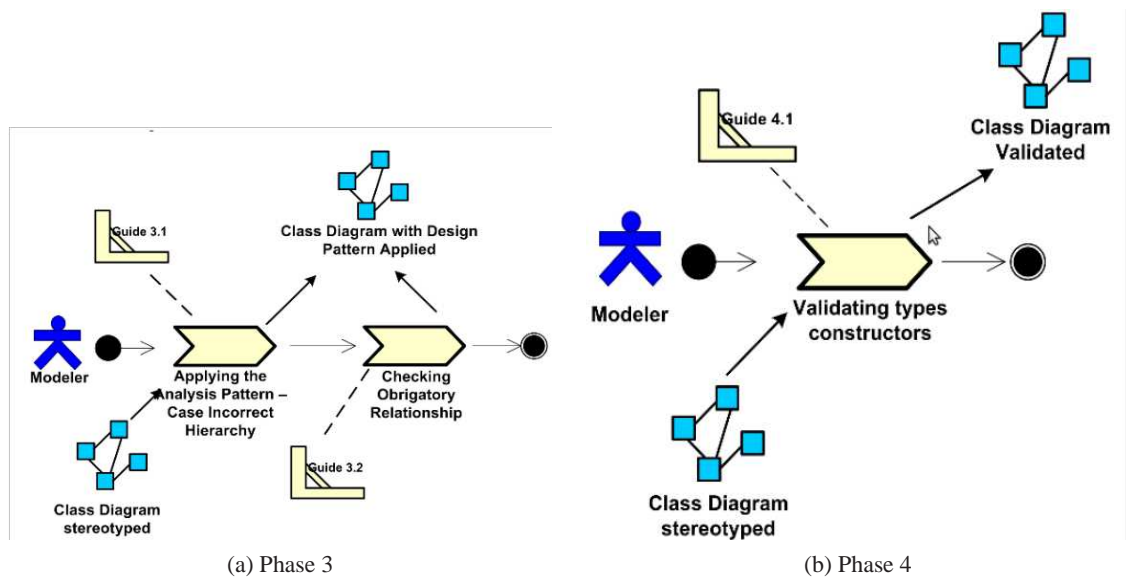 Guide 3.1
Class Diagram with Design
Pattern Applied
Modeler
Applying the
Analysis Pattern –
Case Incorrect
Hierarchy
Checking
Obrigatory
Relationship
Guide 3.2
Class Diagram
stereotyped
(a) Phase 3
Guide 4.1
Class Diagram
Validated
Modeler
Validating types
constructors
Class Diagram
stereotyped
(b) Phase 4